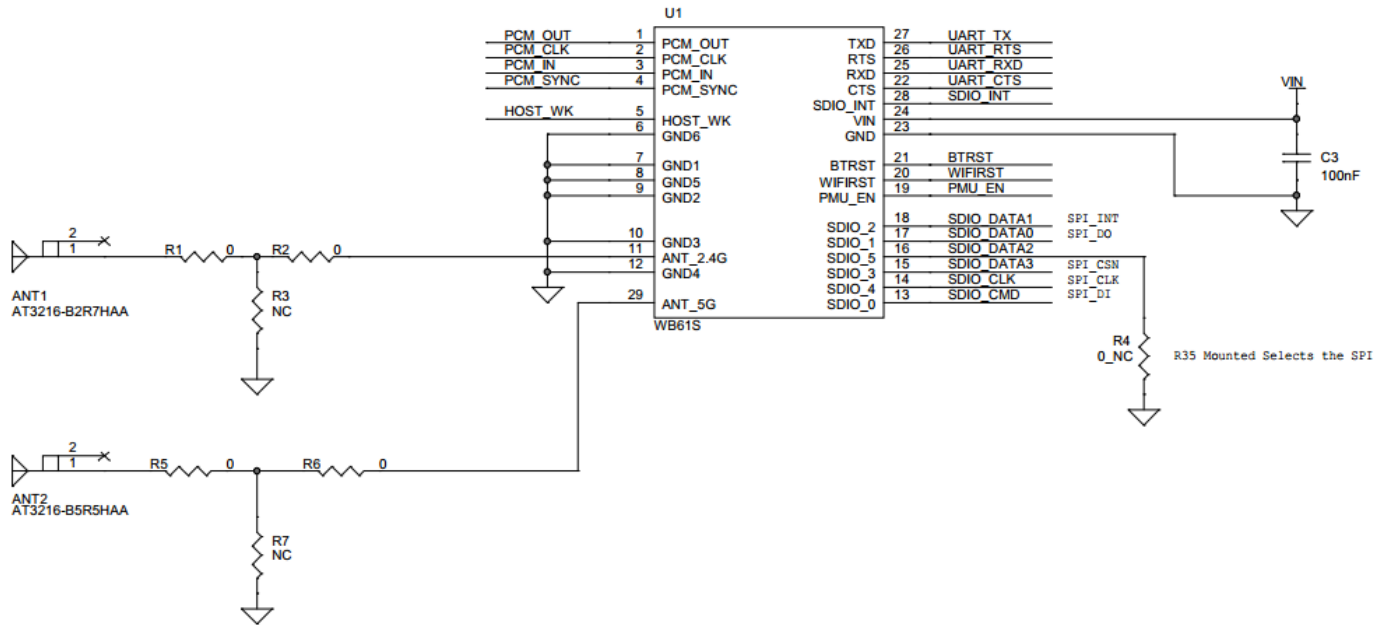 U1
PCM_OUT 1 PCM_OUT TXD 27 UART_TX
PCM_CLK 2 PCM_CLK RTS 26 UART_RTS
PCM_IN 3 PCM_IN RXD 25 UART_RXD
PCM_SYNC 4 PCM_SYNC CTS 22 UART_CTS
SDIO_INT 28 SDIO_INT
HOST_WK 5 HOST_WK VIN 24
6 GND6 GND 23
VIN
C3
100nF
7 GND1 BTRST 21 BTRST
8 GND5 WIFIRST 20 WIFIRST
9 GND2 PMU_EN 19 PMU_EN
SDIO_2 18 SDIO_DATA1 SPI_INT
10 GND3 SDIO_1 17 SDIO_DATA0 SPI_DO
11 ANT_2.4G SDIO_5 16 SDIO_DATA2
12 GND4 SDIO_3 15 SDIO_DATA3 SPI_CSN
SDIO_4 14 SDIO_CLK SPI_CLK
29 ANT_5G SDIO_0 13 SDIO_CMD SPI_DI
WB61S
2
1
R1 0 R2 0
ANT1
AT3216-B2R7HAA
R3
NC
R4
0_NC
R35 Mounted Selects the SPI
2
1
R5 0 R6 0
ANT2
AT3216-B5R5HAA
R7
NC